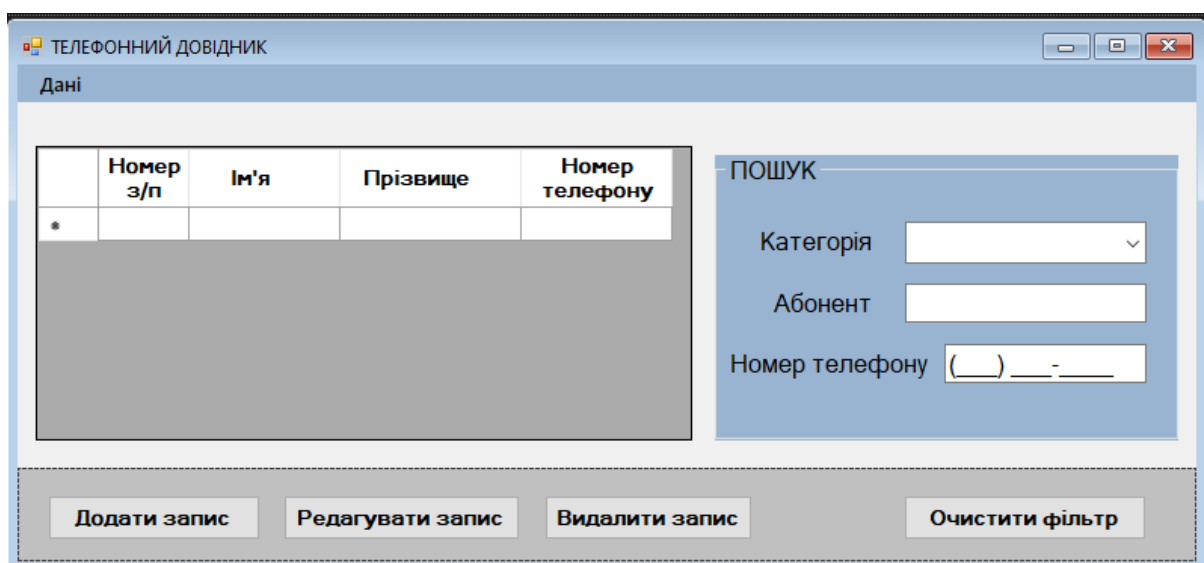 ТЕЛЕФОННИЙ ДОВІДНИК
Дані
Номер з/п
Ім'я
Прізвище
Номер телефону
*
ПОШУК
Категорія
Абонент
Номер телефону
(___) ___-____
Додати запис
Редагувати запис
Видалити запис
Очистити фільтр